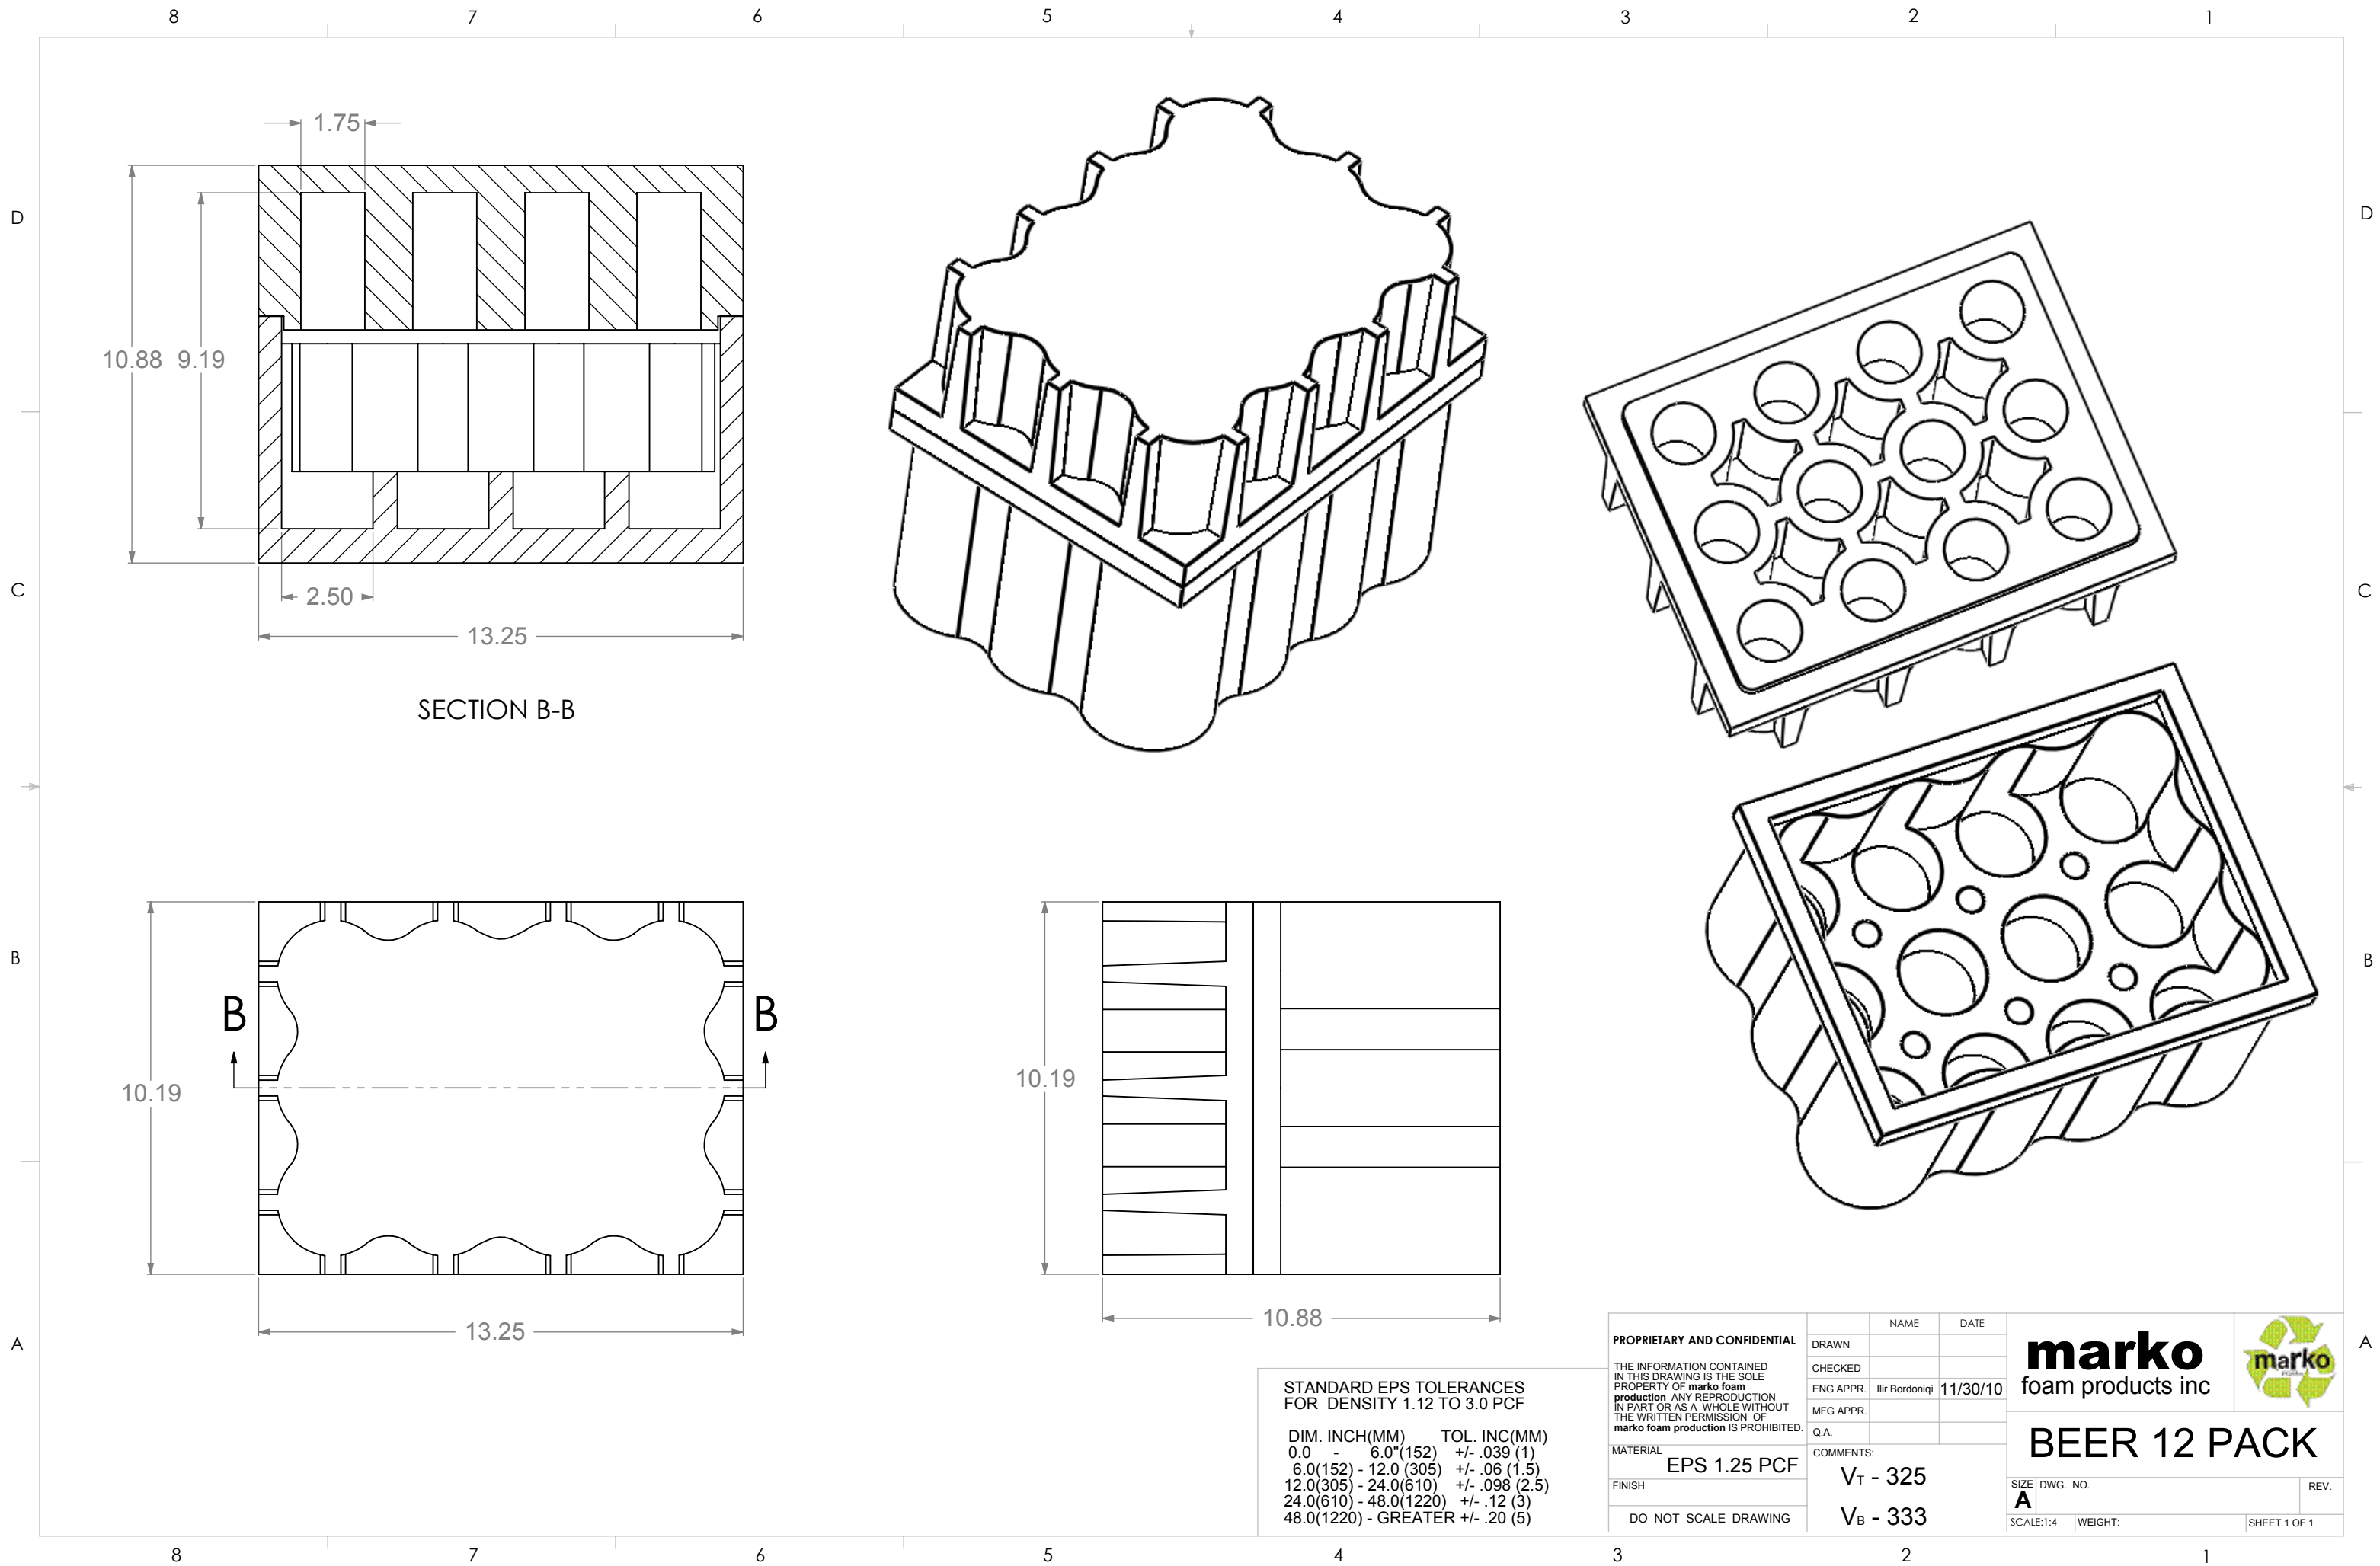 8 7 6 5 4 3 2 1
D D
C C
B B
A A
1.75
10.88 9.19
2.50
13.25
SECTION B-B
B B
10.19
13.25
10.19
10.88
STANDARD EPS TOLERANCES
FOR DENSITY 1.12 TO 3.0 PCF
DIM. INCH(MM) TOL. INC(MM)
0.0 - 6.0"(152) +/- .039 (1)
6.0(152) - 12.0 (305) +/- .06 (1.5)
12.0(305) - 24.0(610) +/- .098 (2.5)
24.0(610) - 48.0(1220) +/- .12 (3)
48.0(1220) - GREATER +/- .20 (5)
PROPRIETARY AND CONFIDENTIAL
THE INFORMATION CONTAINED
IN THIS DRAWING IS THE SOLE
PROPERTY OF marko foam
production ANY REPRODUCTION
IN PART OR AS A WHOLE WITHOUT
THE WRITTEN PERMISSION OF
marko foam production IS PROHIBITED.
MATERIAL
EPS 1.25 PCF
FINISH
DO NOT SCALE DRAWING
NAME DATE
DRAWN
CHECKED
ENG APPR. Ilir Bordoniqi 11/30/10
MFG APPR.
Q.A.
COMMENTS:
VT - 325
VB - 333
marko
foam products inc
marko
BEER 12 PACK
SIZE DWG. NO. REV.
A
SCALE:1:4 WEIGHT: SHEET 1 OF 1
8 7 6 5 4 3 2 1